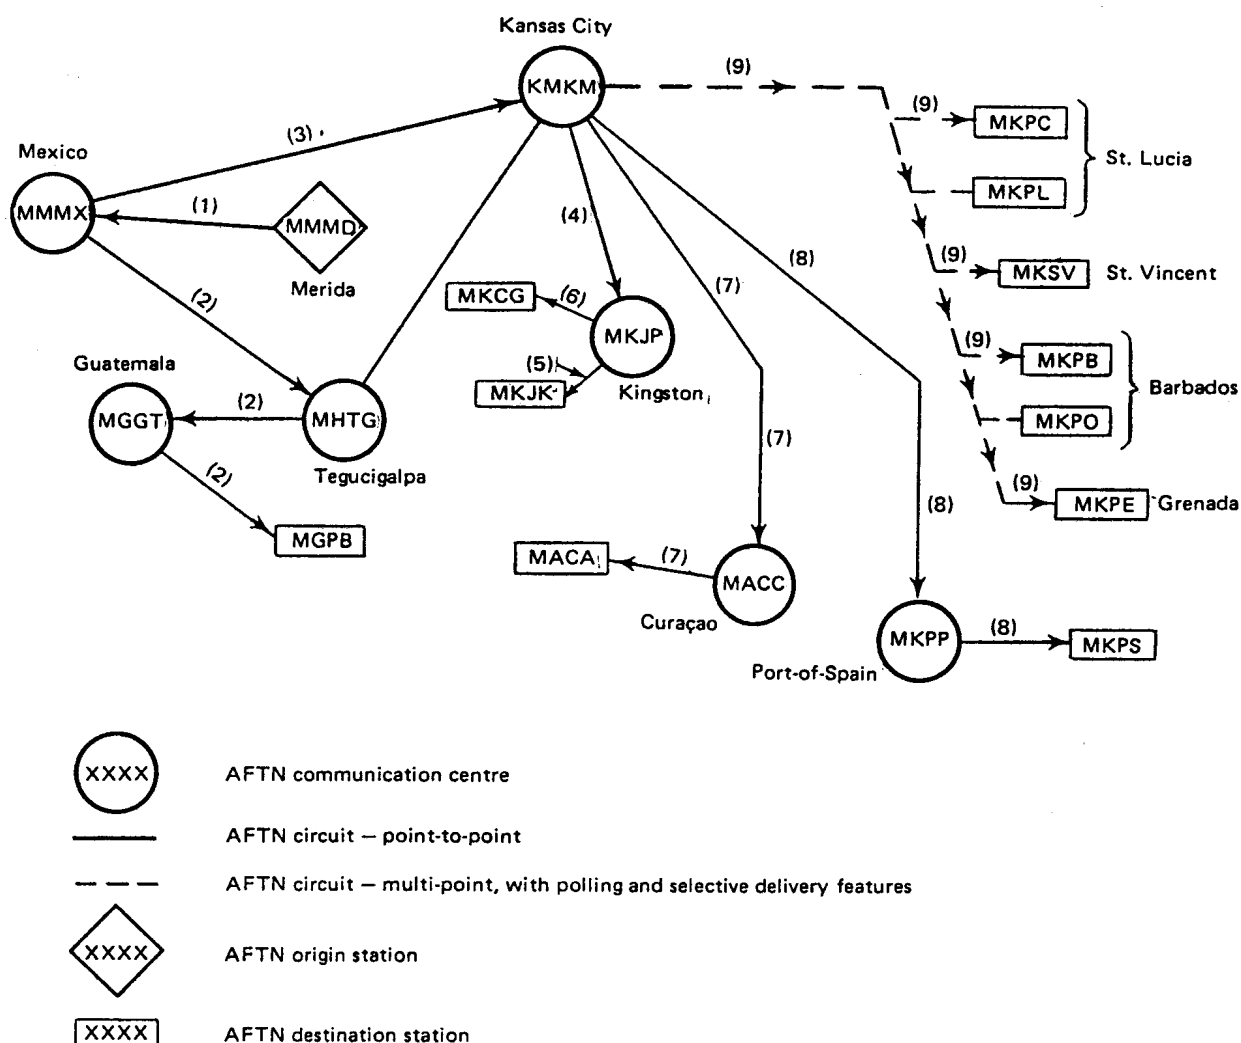 Kansas City
KMKM
(9)
(9)
MKPC
St. Lucia
MKPL
(3)
Mexico
MMMX
(1)
MMMD
Merida
(4)
(8)
(7)
(9)
MKSV
St. Vincent
(2)
MKCG
(6)
MKJP
Kingston
(5)
MKJK
(9)
MKPB
Barbados
MKPO
Guatemala
MGGT
(2)
MHTG
Tegucigalpa
(2)
MGPB
(7)
(8)
(9)
MKPE
Grenada
MACA
(7)
MACC
Curaçao
MKPP
Port-of-Spain
(8)
MKPS
XXXX
AFTN communication centre
AFTN circuit — point-to-point
AFTN circuit — multi-point, with polling and selective delivery features
XXXX
AFTN origin station
XXXX
AFTN destination station